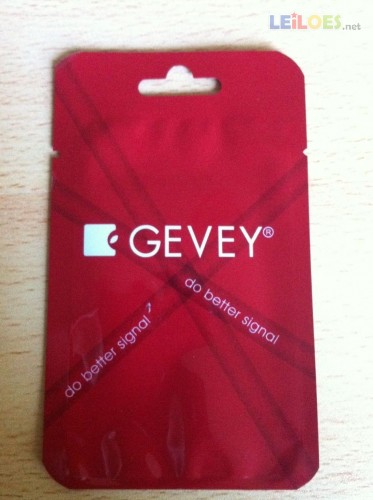 LEiLOES.net
GEVEY®
do better signal
do better signal